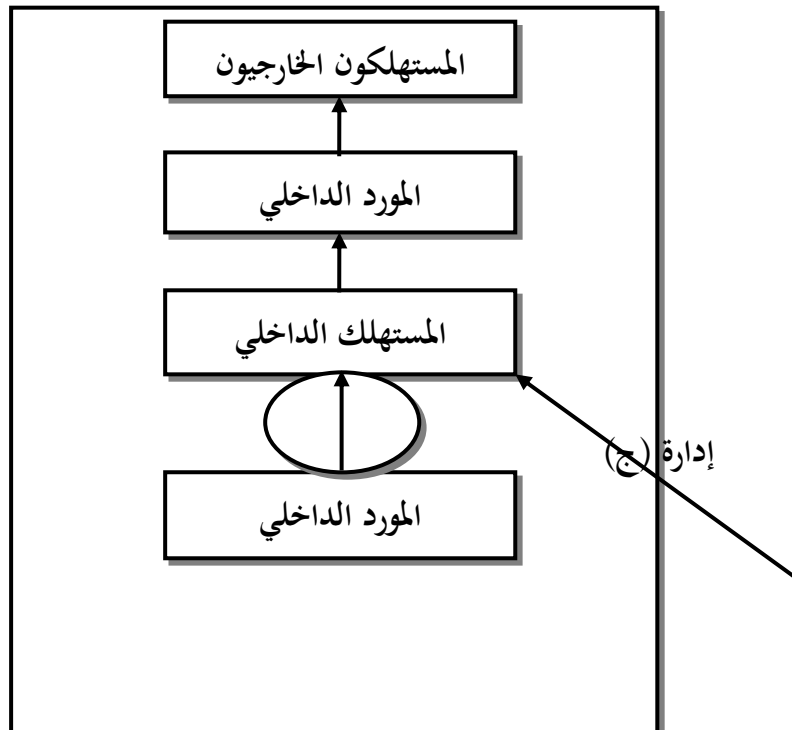 المستهلكون الخارجيون
المورد الداخلي
المستهلك الداخلي
إدارة (ج)
المورد الداخلي